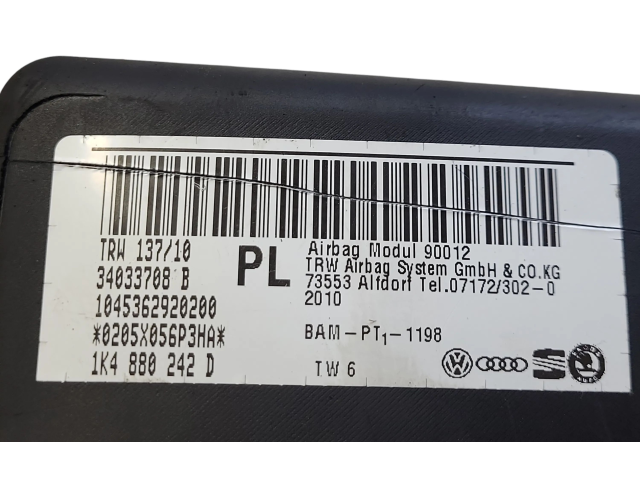 TRW 137/10
34033708 B
1045362920200
*0205X056P3HA*
1K4 880 242 D
PL
Airbag Modul 90012
TRW Airbag System GmbH & CO.KG
73553 Alfdorf Tel.07172/302-0
2010
BAM-PT1-1198
TW 6